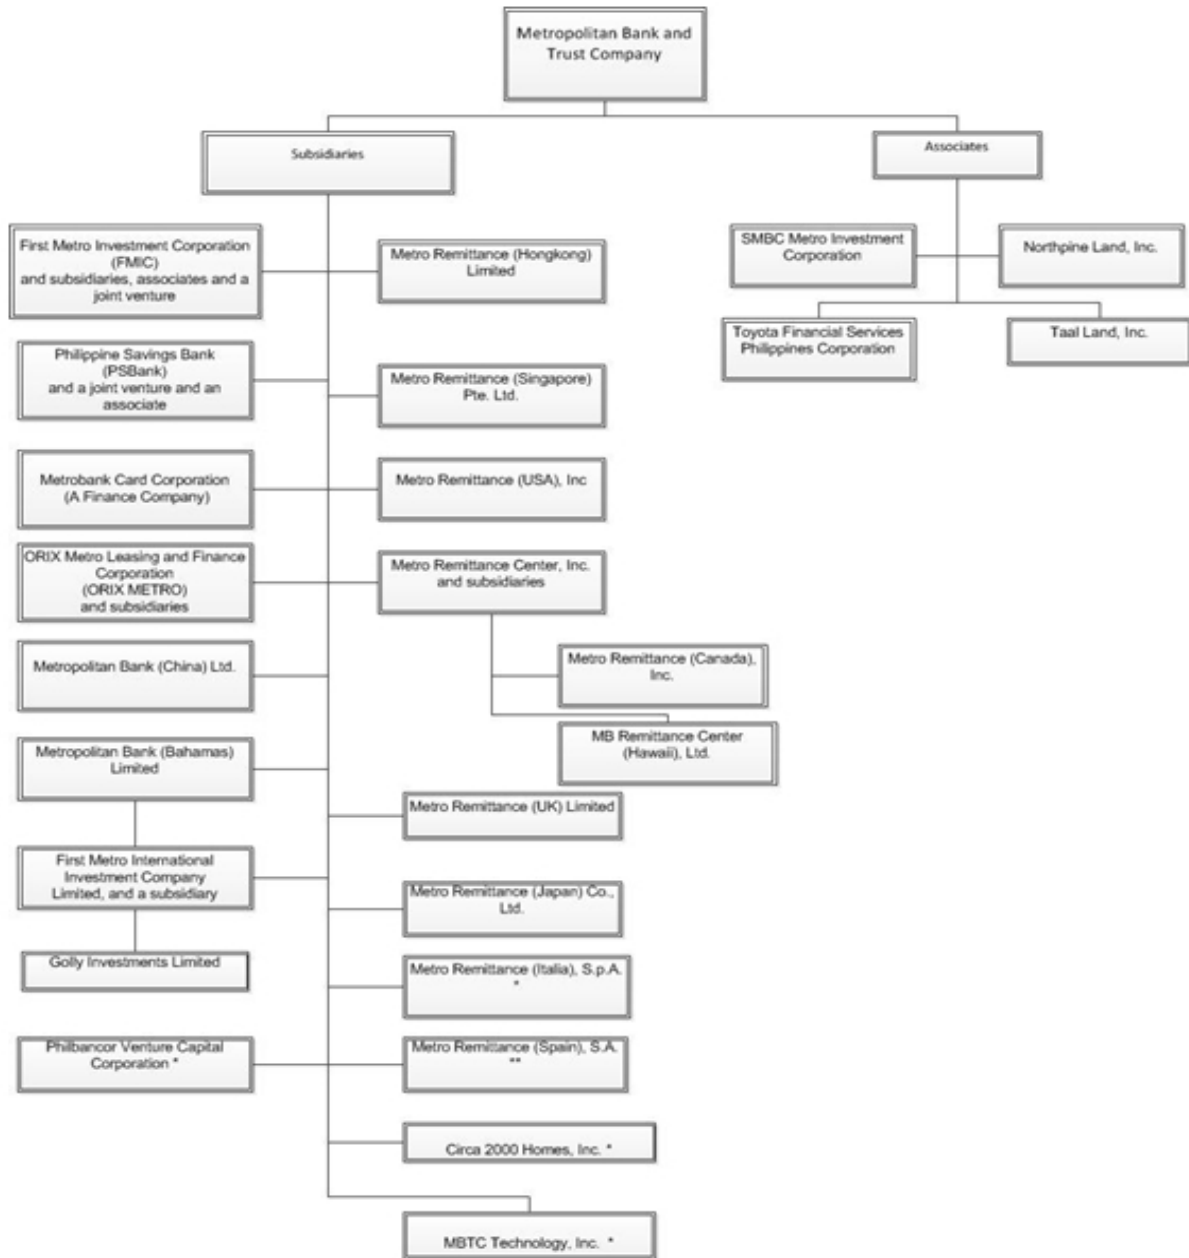 Metropolitan Bank and
Trust Company
Subsidiaries
Associates
First Metro Investment Corporation
(FMIC)
and subsidiaries, associates and a
joint venture
Metro Remittance (Hongkong)
Limited
SMBC Metro Investment
Corporation
Northpine Land, Inc.
Toyota Financial Services
Philippines Corporation
Taal Land, Inc.
Philippine Savings Bank
(PSBank)
and a joint venture and an
associate
Metro Remittance (Singapore)
Pte. Ltd.
Metrobank Card Corporation
(A Finance Company)
Metro Remittance (USA), Inc
ORIX Metro Leasing and Finance
Corporation
(ORIX METRO)
and subsidiaries
Metro Remittance Center, Inc.
and subsidiaries
Metropolitan Bank (China) Ltd.
Metro Remittance (Canada),
Inc.
MB Remittance Center
(Hawaii), Ltd.
Metropolitan Bank (Bahamas)
Limited
Metro Remittance (UK) Limited
First Metro International
Investment Company
Limited, and a subsidiary
Metro Remittance (Japan) Co.,
Ltd.
Golly Investments Limited
Metro Remittance (Italia), S.p.A.
*
Philbancor Venture Capital
Corporation *
Metro Remittance (Spain), S.A.
**
Circa 2000 Homes, Inc. *
MBTC Technology, Inc. *